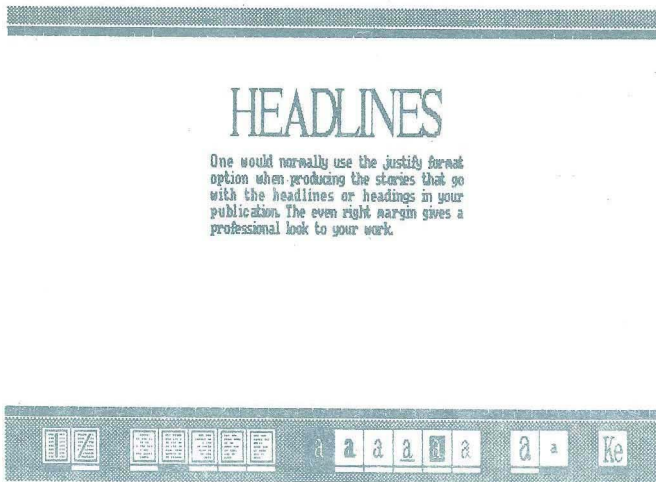 HEADLINES
One would normally use the justify format
option when producing the stories that go
with the headlines or headings in your
publication. The even right margin gives a
professional look to your work.
a a a a a a a a Ke